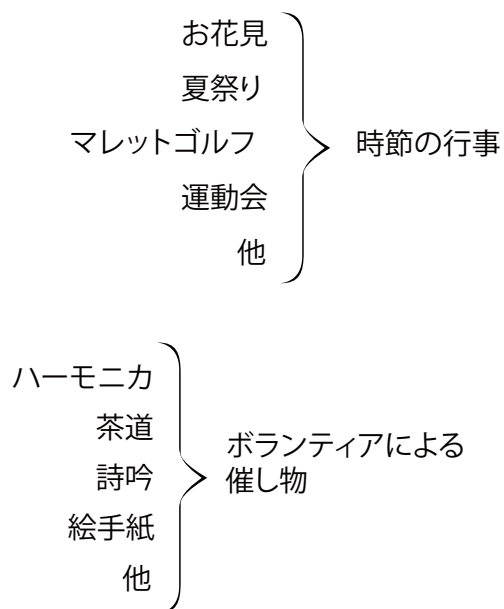 お花見
夏祭り
マレットゴルフ
運動会
他
時節の行事
ハーモニカ
茶道
詩吟
絵手紙
他
ボランティアによる
催し物